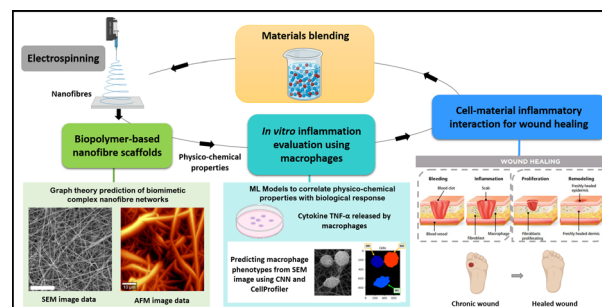 Electrospinning
Nanofibres
Materials blending
Biopolymer-based
nanofibre scaffolds
Physico-chemical
properties
In vitro inflammation
evaluation using
macrophages
Cell-material inflammatory
interaction for wound healing
Graph theory prediction of biomimetic
complex nanofibre networks
SEM image data
AFM image data
ML Models to correlate physico-chemical
properties with biological response
Cytokine TNF-α released by
macrophages
Predicting macrophage
phenotypes from SEM
image using CNN and
CellProfiler
WOUND HEALING
Bleeding
Inflammation
Proliferation
Remodeling
Blood clot
Scab
Freshly healed
epidermis
Blood vessel
Fibroblast
Macrophage
Fibroblasts
proliferating
Freshly healed dermis
Chronic wound
Healed wound